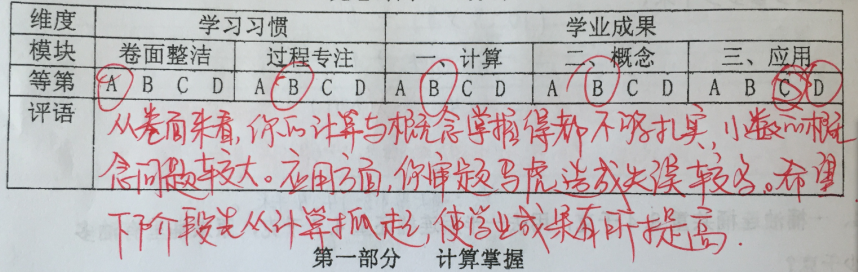 维度 学习习惯 学业成果
模块 卷面整洁 过程专注 一、计算 二、概念 三、应用
等第 A B C D A B C D A B C D A B C D A B C D
评语
从卷面来看,你的计算与概念掌握得都不够扎实,小数的概
念问题较大。应用方面,你审题马虎造成失误较多。希望
下个阶段先从计算抓起,使学业成果有所提高.
第一部分 计算掌握